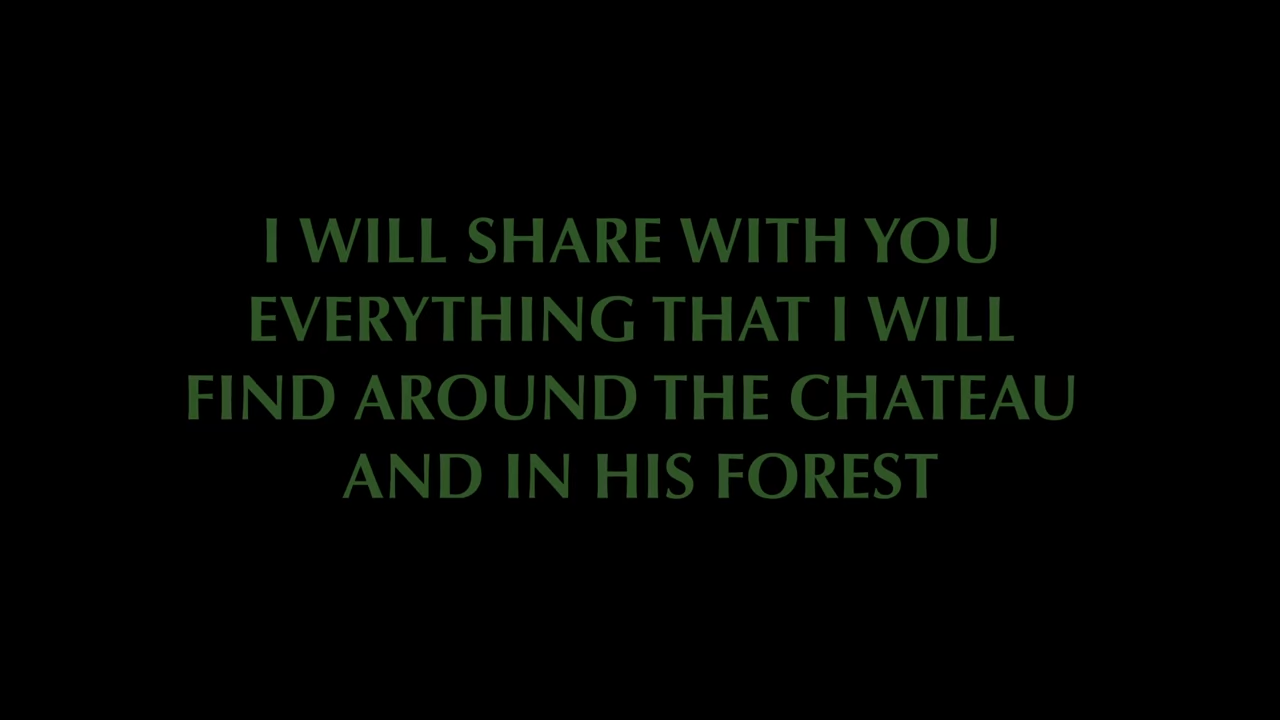 I WILL SHARE WITH YOU
EVERYTHING THAT I WILL
FIND AROUND THE CHATEAU
AND IN HIS FOREST